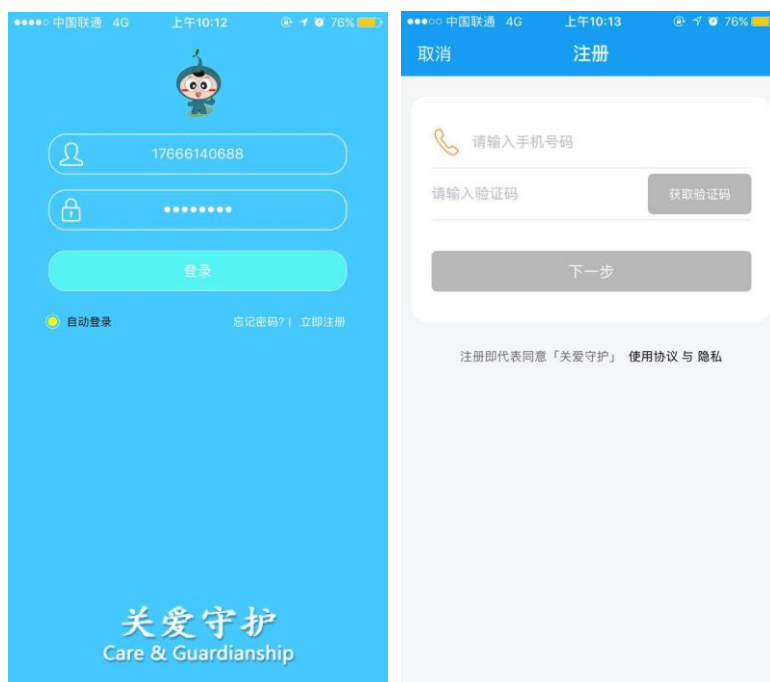 中国联通 4G 上午10:12 76%
17666140688
登录
自动登录 忘记密码?| 立即注册
关爱守护
Care & Guardianship
中国联通 4G 上午10:13 76%
取消 注册
请输入手机号码
请输入验证码 获取验证码
下一步
注册即代表同意「关爱守护」 使用协议 与 隐私